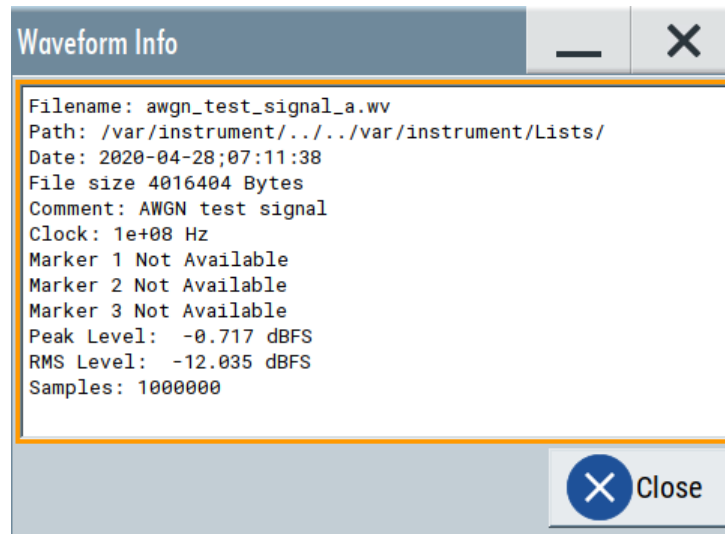 Waveform Info
Filename: awgn_test_signal_a.wv
Path: /var/instrument/../../var/instrument/Lists/
Date: 2020-04-28;07:11:38
File size 4016404 Bytes
Comment: AWGN test signal
Clock: 1e+08 Hz
Marker 1 Not Available
Marker 2 Not Available
Marker 3 Not Available
Peak Level:  -0.717 dBFS
RMS Level:  -12.035 dBFS
Samples: 1000000
Close